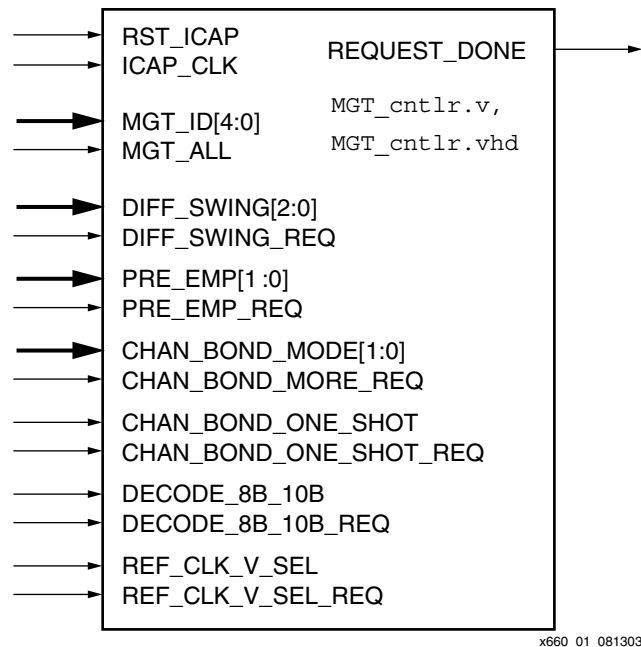 RST_ICAP
ICAP_CLK
REQUEST_DONE
MGT_cntlr.v,
MGT_cntlr.vhd
MGT_ID[4:0]
MGT_ALL
DIFF_SWING[2:0]
DIFF_SWING_REQ
PRE_EMP[1:0]
PRE_EMP_REQ
CHAN_BOND_MODE[1:0]
CHAN_BOND_MORE_REQ
CHAN_BOND_ONE_SHOT
CHAN_BOND_ONE_SHOT_REQ
DECODE_8B_10B
DECODE_8B_10B_REQ
REF_CLK_V_SEL
REF_CLK_V_SEL_REQ
x660_01_081303